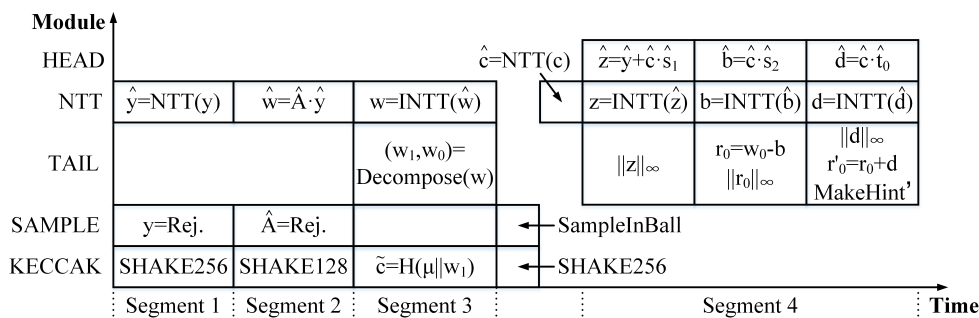 Module
HEAD ĉ=NTT(c) ẑ=ŷ+ĉ·ŝ₁ b̂=ĉ·ŝ₂ d̂=ĉ·t̂₀
NTT ŷ=NTT(y) ŵ=Â·ŷ w=INTT(ŵ) z=INTT(ẑ) b=INTT(b̂) d=INTT(d̂)
TAIL (w₁,w₀)= Decompose(w) ||z||∞ r₀=w₀-b ||r₀||∞ ||d||∞ r'₀=r₀+d MakeHint’
SAMPLE y=Rej. Â=Rej. SampleInBall
KECCAK SHAKE256 SHAKE128 c̃=H(μ||w₁) SHAKE256
Segment 1 Segment 2 Segment 3 Segment 4 Time